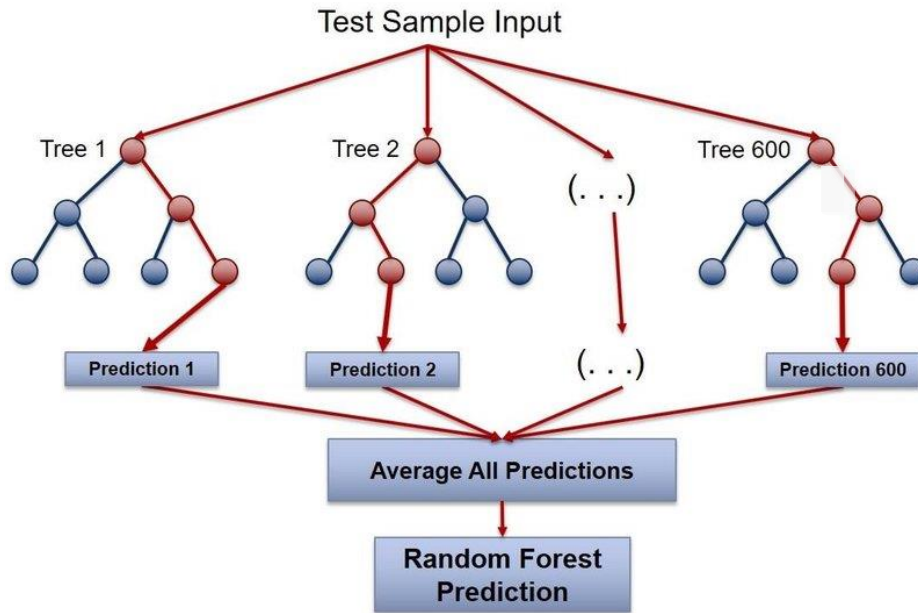 Test Sample Input
Tree 1
Tree 2
(. . .)
Tree 600
Prediction 1
Prediction 2
(. . .)
Prediction 600
Average All Predictions
Random Forest
Prediction